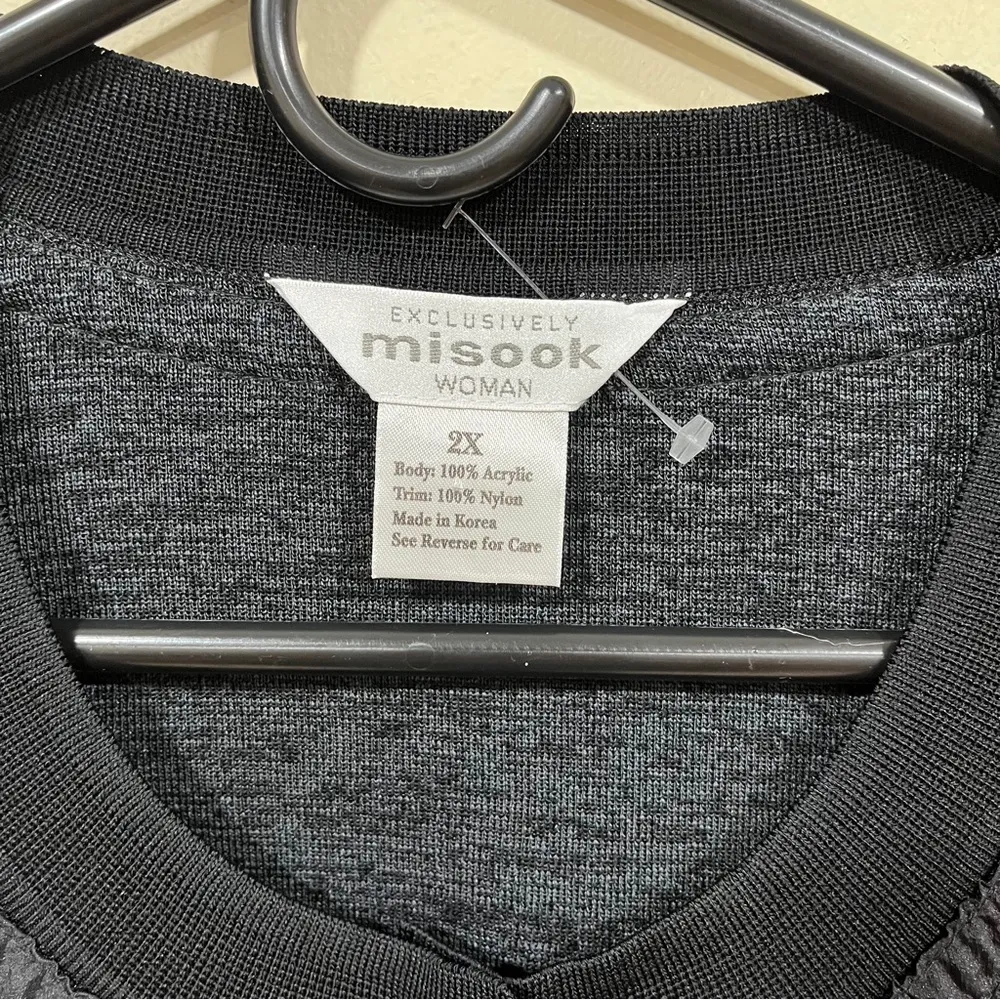 EXCLUSIVELY
misook
WOMAN
2X
Body: 100% Acrylic
Trim: 100% Nylon
Made in Korea
See Reverse for Care